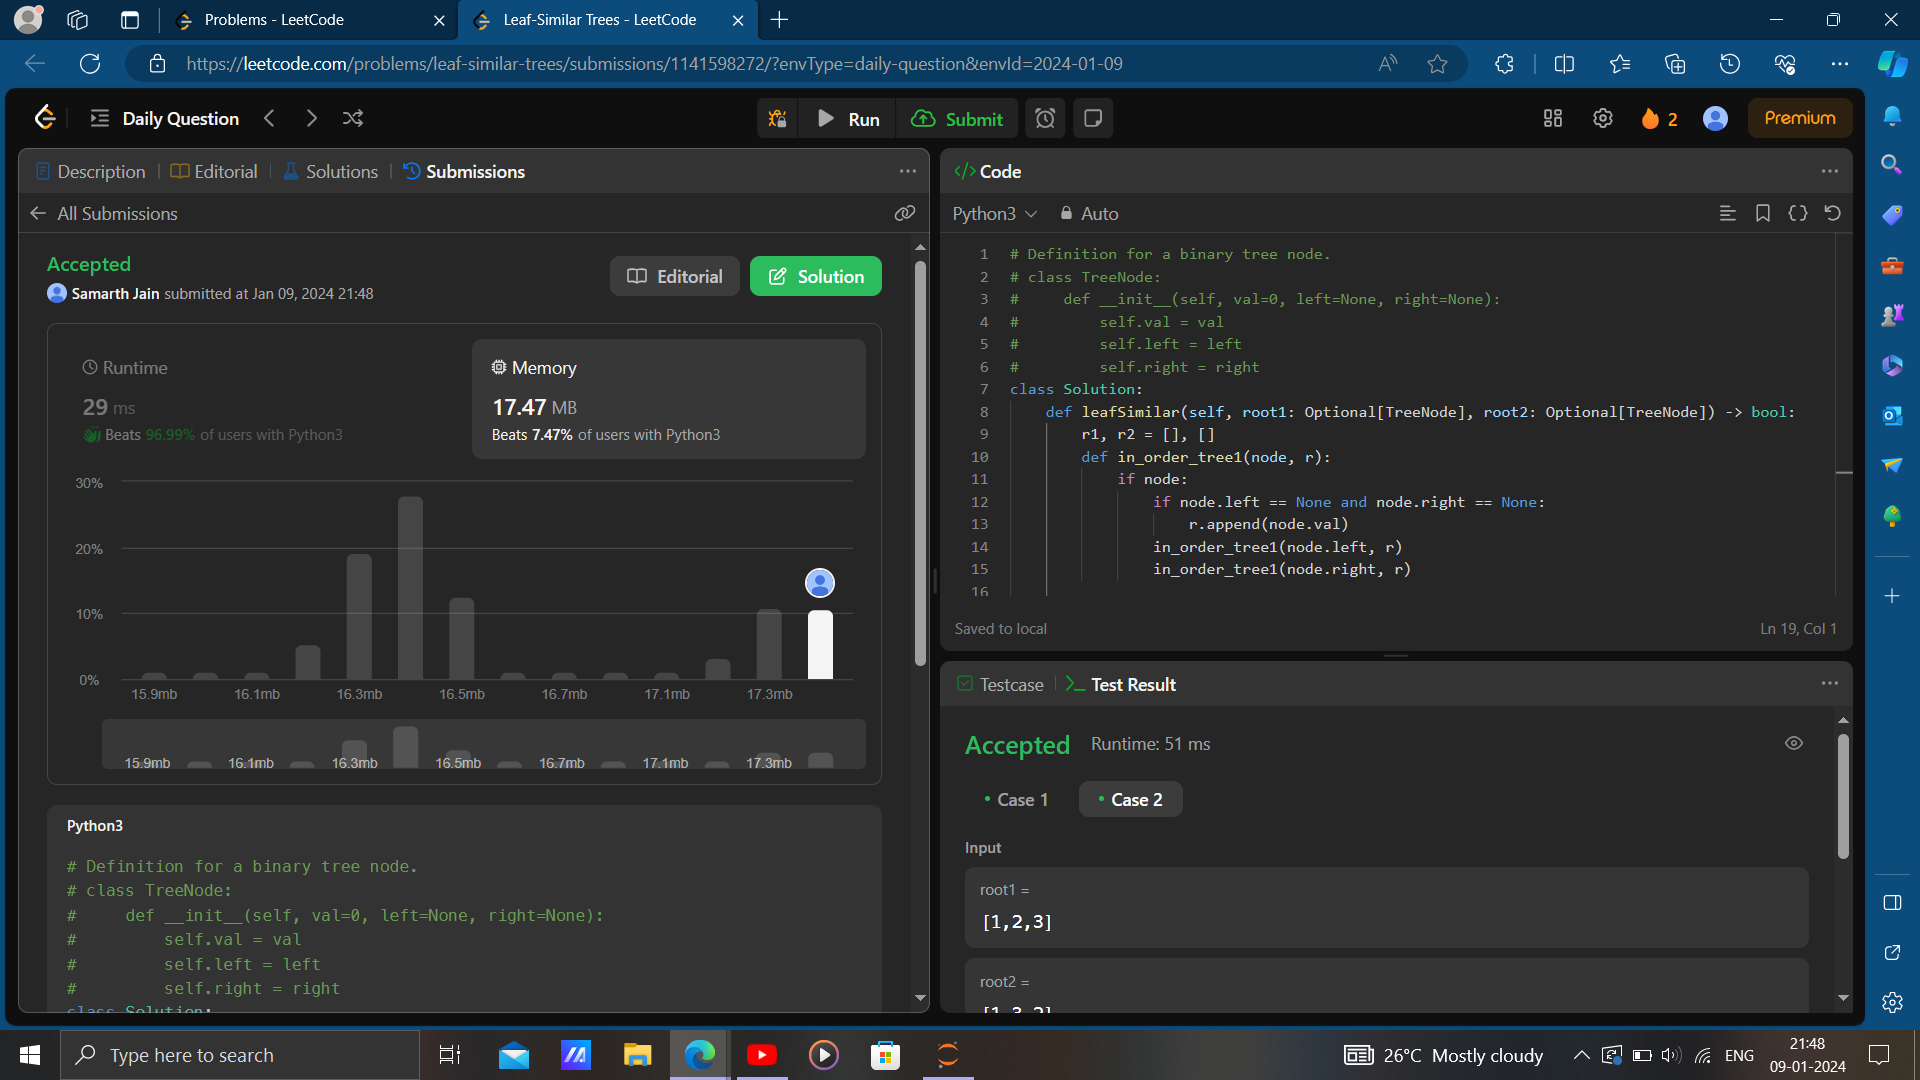 Problems - LeetCode
Leaf-Similar Trees - LeetCode
https://leetcode.com/problems/leaf-similar-trees/submissions/1141598272/?envType=daily-question&envId=2024-01-09
Daily Question
Run
Submit
2
Premium
Description
Editorial
Solutions
Submissions
All Submissions
Accepted
Samarth Jain submitted at Jan 09, 2024 21:48
Editorial
Solution
Runtime
29 ms
Beats 96.99% of users with Python3
Memory
17.47 MB
Beats 7.47% of users with Python3
30%
20%
10%
0%
15.9mb 16.1mb 16.3mb 16.5mb 16.7mb 17.1mb 17.3mb
15.9mb 16.1mb 16.3mb 16.5mb 16.7mb 17.1mb 17.3mb
Python3
# Definition for a binary tree node.
# class TreeNode:
#     def __init__(self, val=0, left=None, right=None):
#         self.val = val
#         self.left = left
#         self.right = right
class Solution:
Code
Python3
Auto
1 # Definition for a binary tree node.
2 # class TreeNode:
3 #     def __init__(self, val=0, left=None, right=None):
4 #         self.val = val
5 #         self.left = left
6 #         self.right = right
7 class Solution:
8     def leafSimilar(self, root1: Optional[TreeNode], root2: Optional[TreeNode]) -> bool:
9         r1, r2 = [], []
10         def in_order_tree1(node, r):
11             if node:
12                 if node.left == None and node.right == None:
13                     r.append(node.val)
14                 in_order_tree1(node.left, r)
15                 in_order_tree1(node.right, r)
16
Saved to local
Ln 19, Col 1
Testcase
Test Result
Accepted
Runtime: 51 ms
• Case 1
• Case 2
Input
root1 =
[1,2,3]
root2 =
[1,3,2]
Type here to search
26°C Mostly cloudy
ENG
21:48
09-01-2024